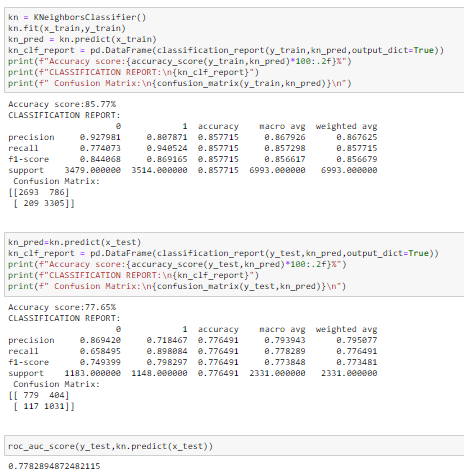 kn = KNeighborsClassifier()
kn.fit(x_train,y_train)
kn_pred = kn.predict(x_train)
kn_clf_report = pd.DataFrame(classification_report(y_train,kn_pred,output_dict=True))
print(f"Accuracy score:{accuracy_score(y_train,kn_pred)*100:.2f}%")
print(f"CLASSIFICATION REPORT:\n{kn_clf_report}")
print(f" Confusion Matrix:\n{confusion_matrix(y_train,kn_pred)}\n")
Accuracy score:85.77%
CLASSIFICATION REPORT:
0 1 accuracy macro avg weighted avg
precision 0.927981 0.807871 0.857715 0.867926 0.867625
recall 0.774073 0.940524 0.857715 0.857298 0.857715
f1-score 0.844068 0.869165 0.857715 0.856617 0.856679
support 3479.000000 3514.000000 0.857715 6993.000000 6993.000000
Confusion Matrix:
[[2693 786]
[ 209 3305]]
kn_pred=kn.predict(x_test)
kn_clf_report = pd.DataFrame(classification_report(y_test,kn_pred,output_dict=True))
print(f"Accuracy score:{accuracy_score(y_test,kn_pred)*100:.2f}%")
print(f"CLASSIFICATION REPORT:\n{kn_clf_report}")
print(f" Confusion Matrix:\n{confusion_matrix(y_test,kn_pred)}\n")
Accuracy score:77.65%
CLASSIFICATION REPORT:
0 1 accuracy macro avg weighted avg
precision 0.869420 0.718467 0.776491 0.793943 0.795077
recall 0.658495 0.898084 0.776491 0.778289 0.776491
f1-score 0.749399 0.798297 0.776491 0.773848 0.773481
support 1183.000000 1148.000000 0.776491 2331.000000 2331.000000
Confusion Matrix:
[[ 779 404]
[ 117 1031]]
roc_auc_score(y_test,kn.predict(x_test))
0.7782894872482115